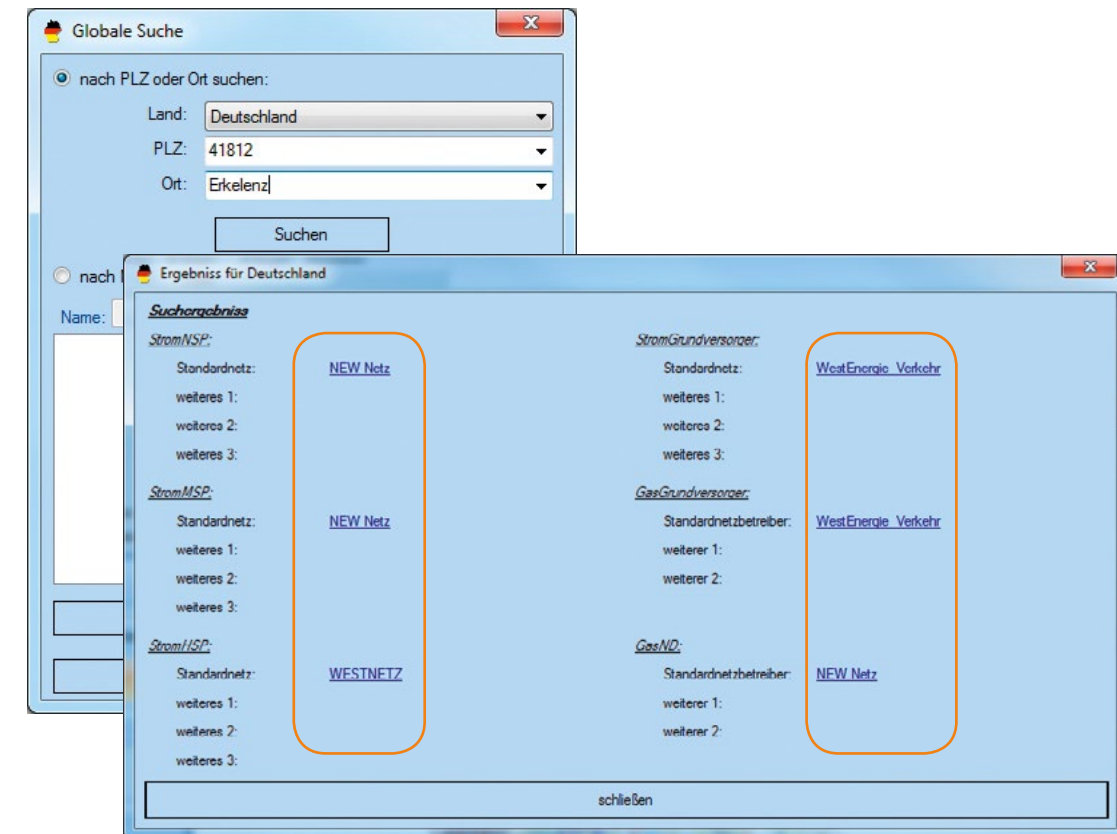 Globale Suche
nach PLZ oder Ort suchen:
Land: Deutschland
PLZ: 41812
Ort: Erkelenz
Suchen
nach
Name:
Ergebniss für Deutschland
Suchergebniss
StromNSP:
Standardnetz: NEW Netz
weiteres 1:
weiteres 2:
weiteres 3:
StromMSP:
Standardnetz: NEW Netz
weiteres 1:
weiteres 2:
weiteres 3:
StromHSP:
Standardnetz: WESTNETZ
weiteres 1:
weiteres 2:
weiteres 3:
StromGrundversorger:
Standardnetz: WestEnergie_Verkehr
weiteres 1:
weiteres 2:
weiteres 3:
GasGrundversorger:
Standardnetzbetreiber: WestEnergie_Verkehr
weiterer 1:
weiterer 2:
GasND:
Standardnetzbetreiber: NEW Netz
weiterer 1:
weiterer 2:
schließen